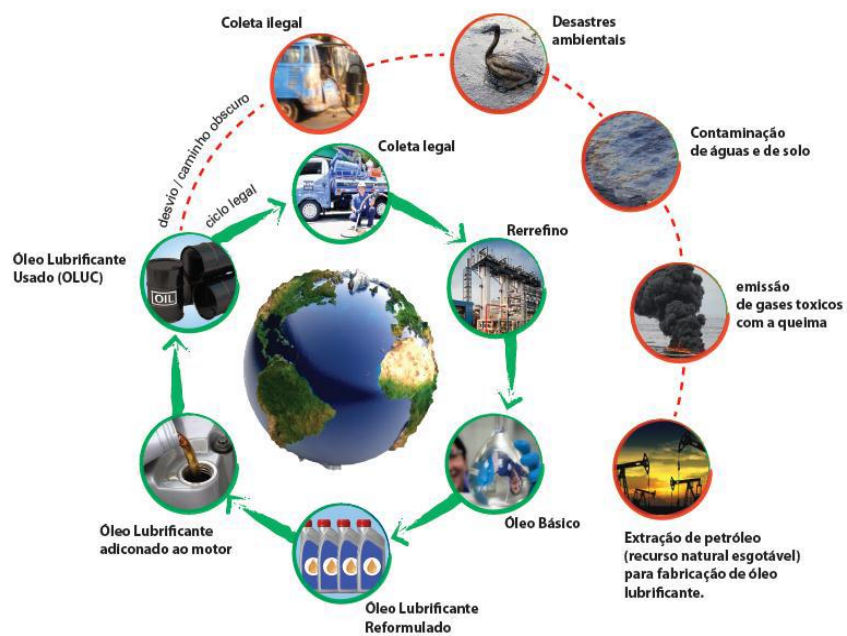 Coleta ilegal
Desastres
ambientais
Contaminação
de águas e de solo
emissão
de gases toxicos
com a queima
Extração de petróleo
(recurso natural esgotável)
para fabricação de óleo
lubrificante.
desvio / caminho obscuro
ciclo legal
Coleta legal
Rerrefino
Óleo Básico
Óleo Lubrificante
Reformulado
Óleo Lubrificante
adiconado ao motor
Óleo Lubrificante
Usado (OLUC)
OIL